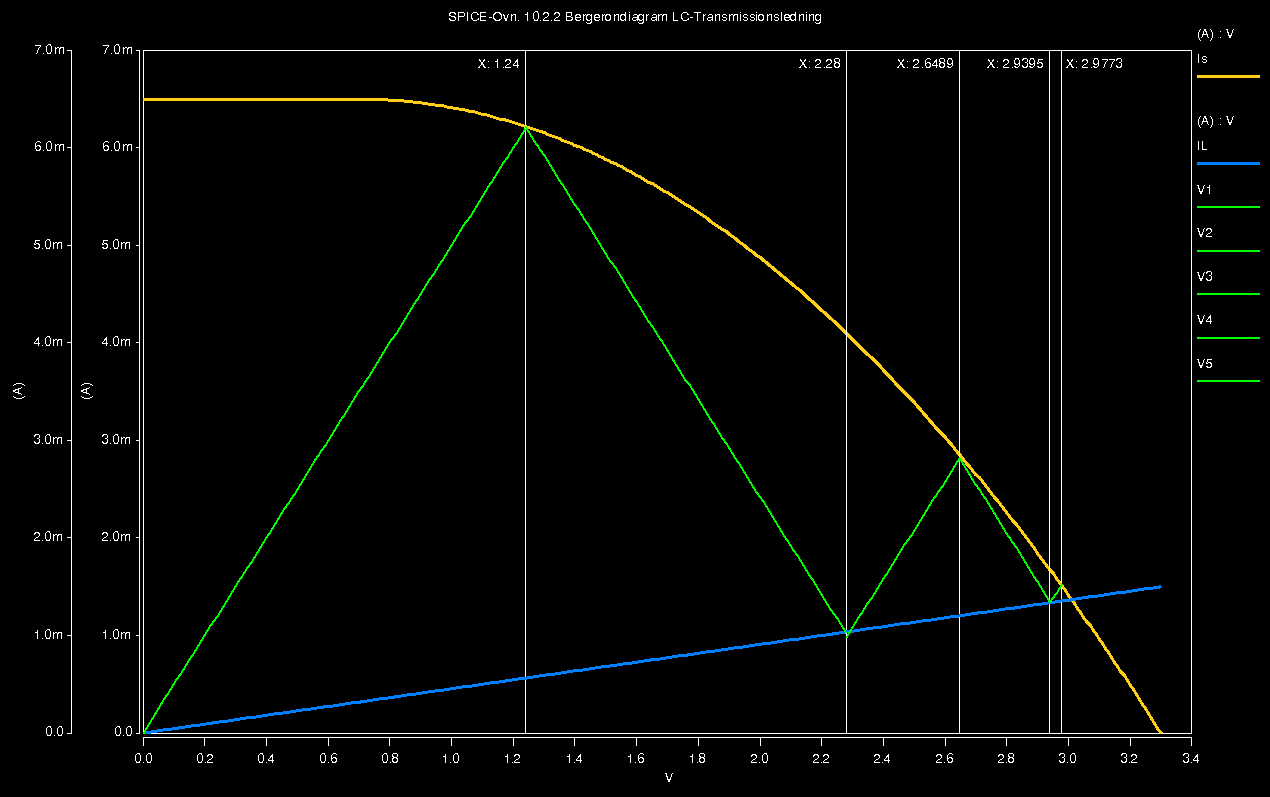 SPICE-Ovn. 10.2.2 Bergerondiagram LC-Transmissionsledning
(A) : V
Is
(A) : V
IL
V1
V2
V3
V4
V5
X: 1.24
X: 2.28
X: 2.6489
X: 2.9395
X: 2.9773
7.0m
6.0m
5.0m
4.0m
3.0m
2.0m
1.0m
0.0
(A)
7.0m
6.0m
5.0m
4.0m
3.0m
2.0m
1.0m
0.0
(A)
0.0 0.2 0.4 0.6 0.8 1.0 1.2 1.4 1.6 1.8 2.0 2.2 2.4 2.6 2.8 3.0 3.2 3.4
V